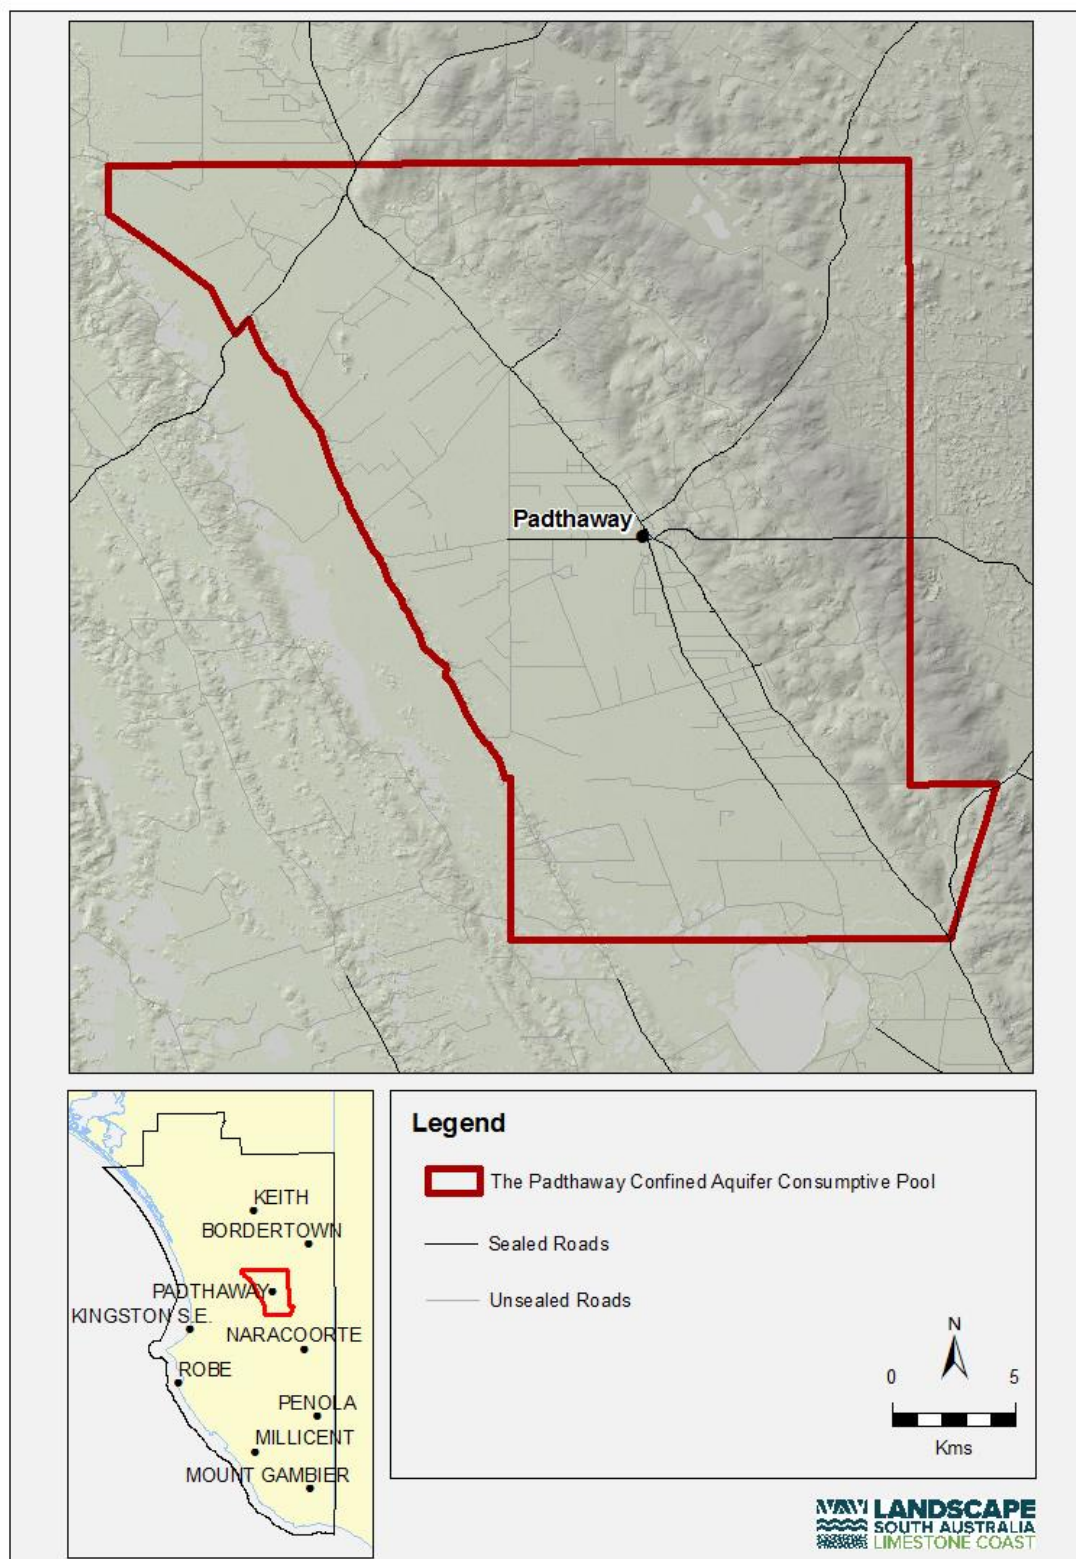 Padthaway
KEITH
BORDERTOWN
PADTHAWAY
KINGSTON S.E.
NARACOORTE
ROBE
PENOLA
MILLICENT
MOUNT GAMBIER
Legend
The Padthaway Confined Aquifer Consumptive Pool
Sealed Roads
Unsealed Roads
N
0 5
Kms
LANDSCAPE
SOUTH AUSTRALIA
LIMESTONE COAST